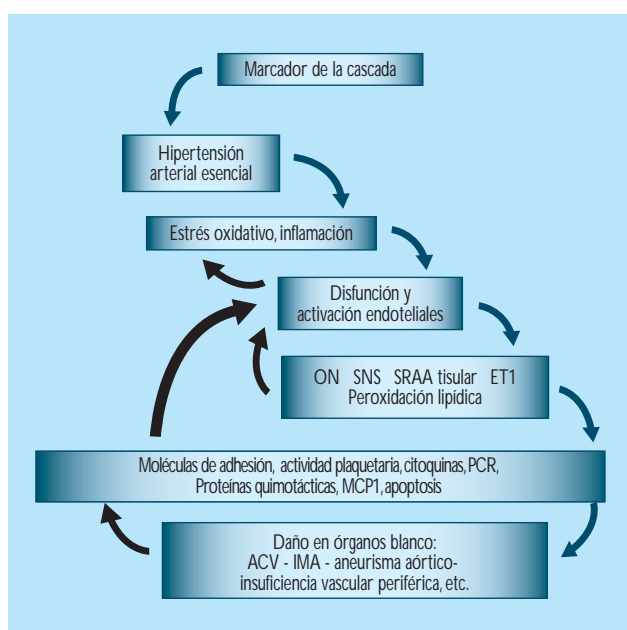 Marcador de la cascada
Hipertensión
arterial esencial
Estrés oxidativo, inflamación
Disfunción y
activación endoteliales
ON SNS SRAA tisular ET1
Peroxidación lipídica
Moléculas de adhesión, actividad plaquetaria, citoquinas, PCR,
Proteínas quimotácticas, MCP1, apoptosis
Daño en órganos blanco:
ACV - IMA - aneurisma aórtico-
insuficiencia vascular periférica, etc.